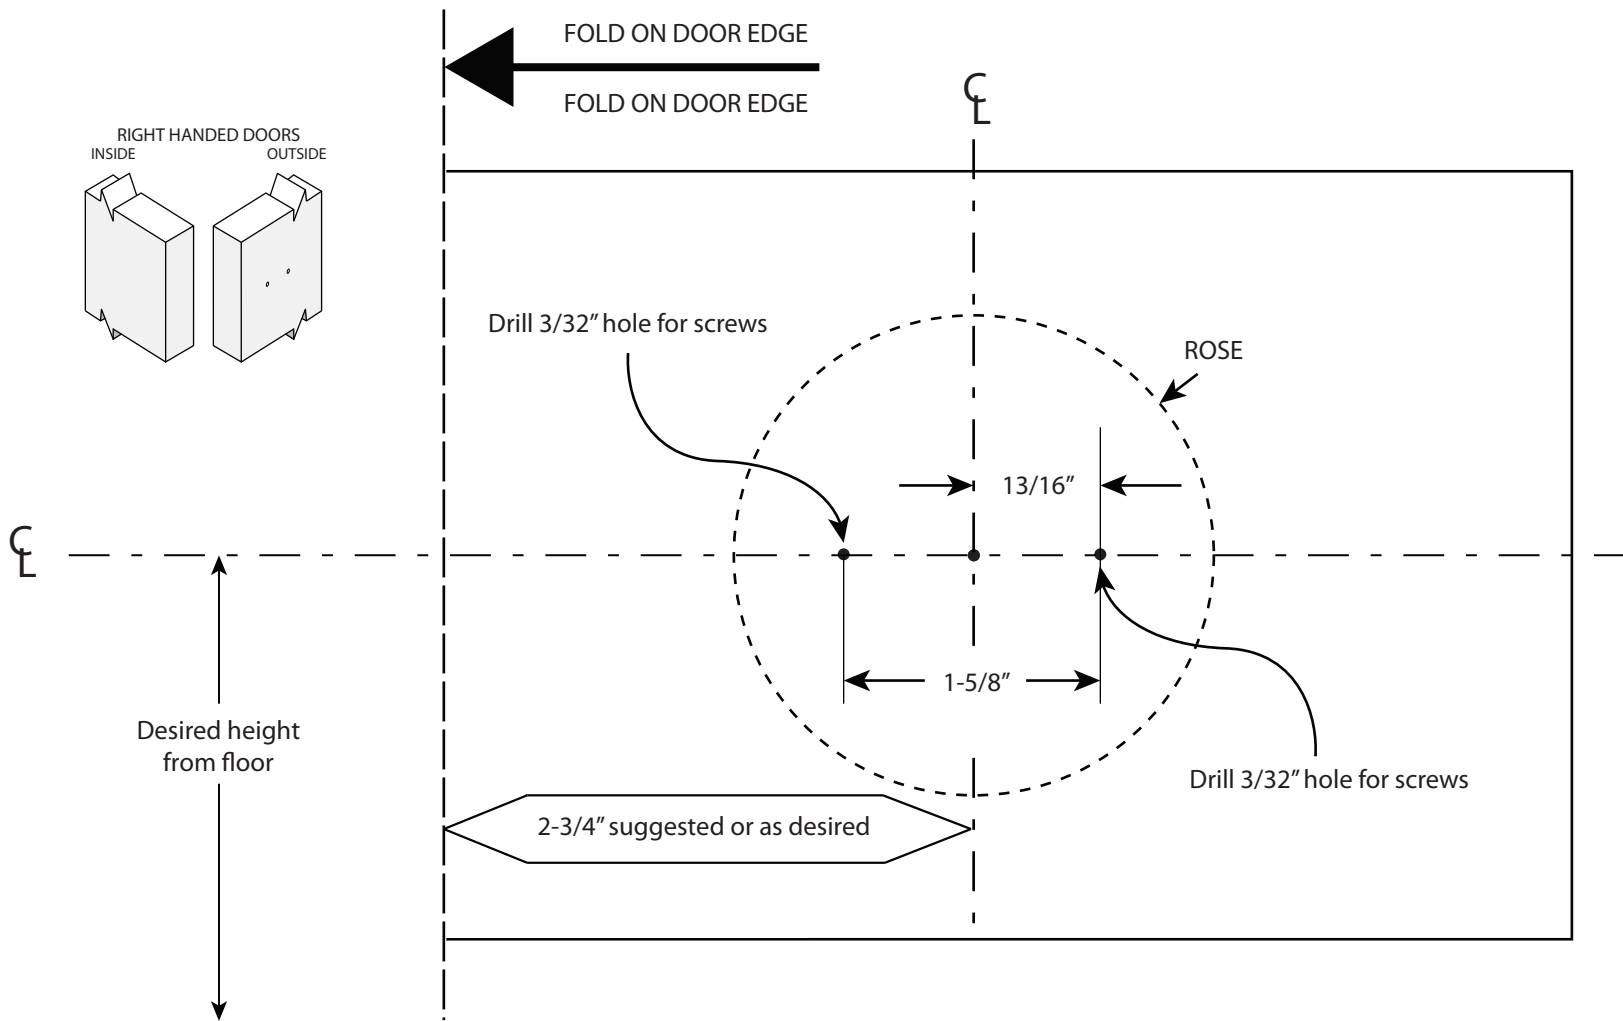 FOLD ON DOOR EDGE
FOLD ON DOOR EDGE
℄
RIGHT HANDED DOORS
INSIDE
OUTSIDE
Drill 3/32” hole for screws
ROSE
13/16”
℄
1-5/8”
Desired height
from floor
Drill 3/32” hole for screws
2-3/4” suggested or as desired